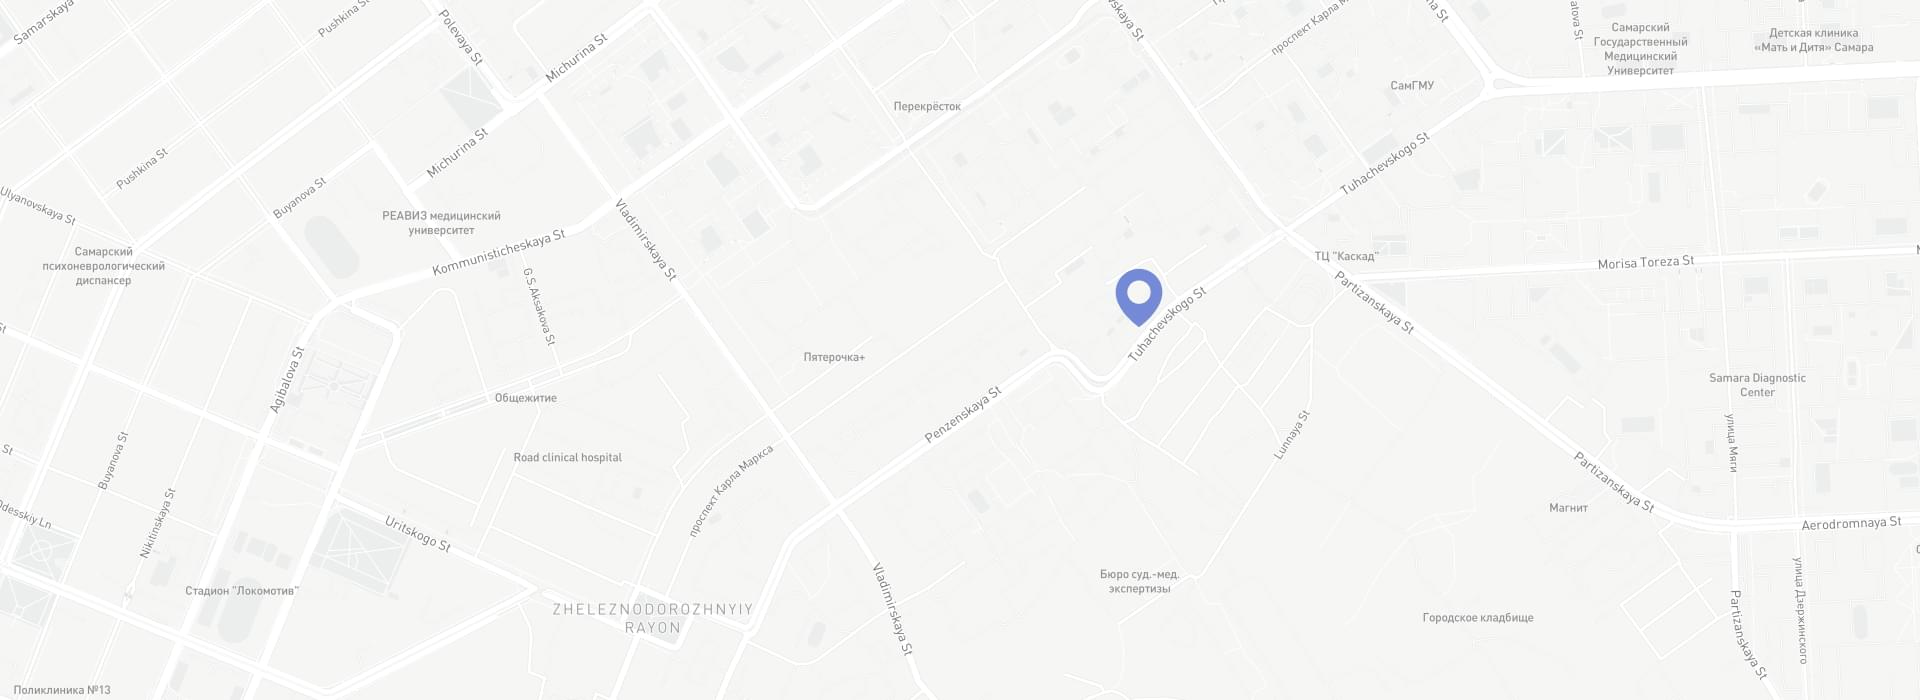 Samarskaya
Pushkina St
Polevaya St
Michurina St
проспект Карла М
Самарский
Государственный
Медицинский
Университет
Детская клиника
«Мать и Дитя» Самара
СамГМУ
Перекрёсток
Michurina St
Pushkina St
Tuhachevskogo St
Buyanova St
Ulyanovskaya St
РЕАВИЗ медицинский
университет
Vladimirskaya St
Kommunisticheskaya St
Самарский
психоневрологический
диспансер
ТЦ "Каскад"
Morisa Toreza St
G.S.Aksakova St
Partizanskaya St
Tuhachevskogo St
Пятерочка+
Agibalova St
Samara Diagnostic
Center
Общежитие
Penzenskaya St
Lunnaya St
улица Мяги
Buyanova St
Road clinical hospital
проспект Карла Маркса
Partizanskaya St
Магнит
Odesskiy Ln
Nikitinskaya St
Uritskogo St
Aerodromnaya St
Бюро суд.-мед.
экспертизы
Стадион "Локомотив"
ZHELEZNODOROZHNYIY
RAYON
Vladimirskaya St
Городское кладбище
Partizanskaya St
улица Дзержинского
Поликлиника №13